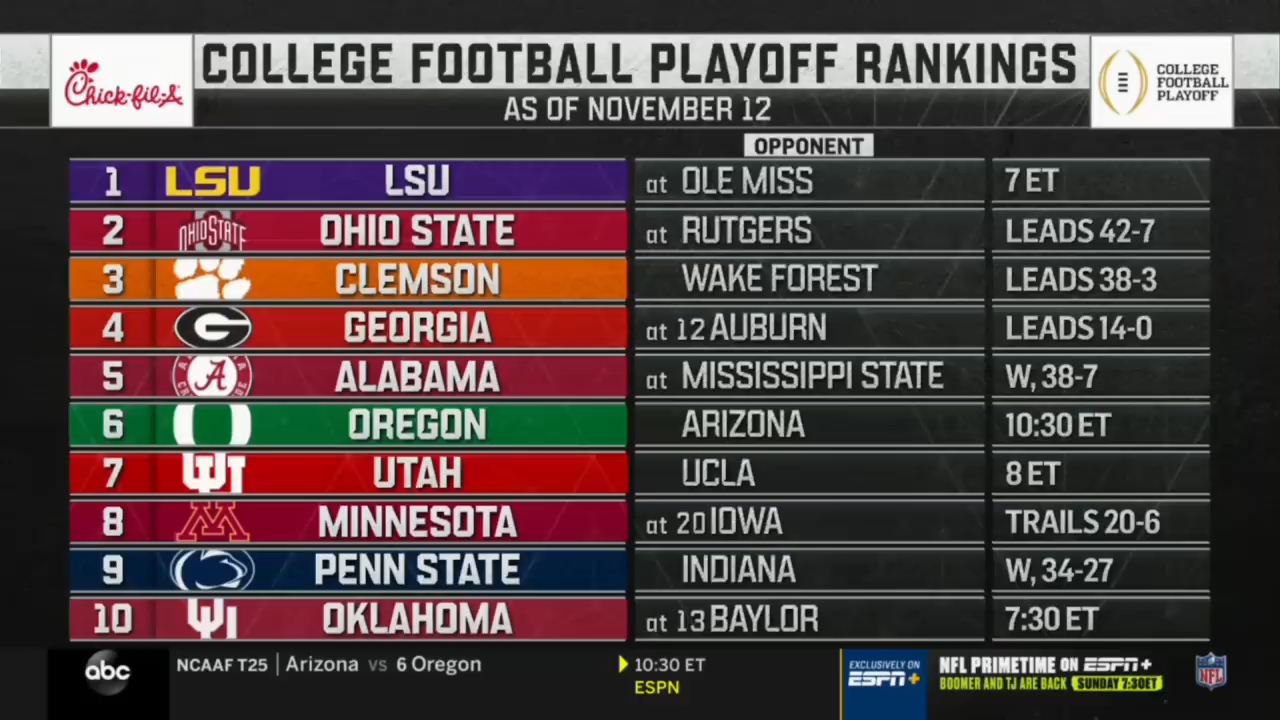 Chick-fil-A
COLLEGE FOOTBALL PLAYOFF RANKINGS
COLLEGE
FOOTBALL
PLAYOFF
AS OF NOVEMBER 12
OPPONENT
1 LSU LSU at OLE MISS 7 ET
2 OHIO STATE OHIO STATE at RUTGERS LEADS 42-7
3 CLEMSON WAKE FOREST LEADS 38-3
4 G GEORGIA at 12 AUBURN LEADS 14-0
5 A ALABAMA at MISSISSIPPI STATE W, 38-7
6 O OREGON ARIZONA 10:30 ET
7 UTAH UCLA 8 ET
8 M MINNESOTA at 20 IOWA TRAILS 20-6
9 PENN STATE INDIANA W, 34-27
10 OKLAHOMA at 13 BAYLOR 7:30 ET
abc
NCAAF T25 | Arizona vs 6 Oregon
10:30 ET
ESPN
EXCLUSIVELY ON
ESPN+
NFL PRIMETIME ON ESPN+
BOOMER AND TJ ARE BACK SUNDAY 7:30ET
NFL